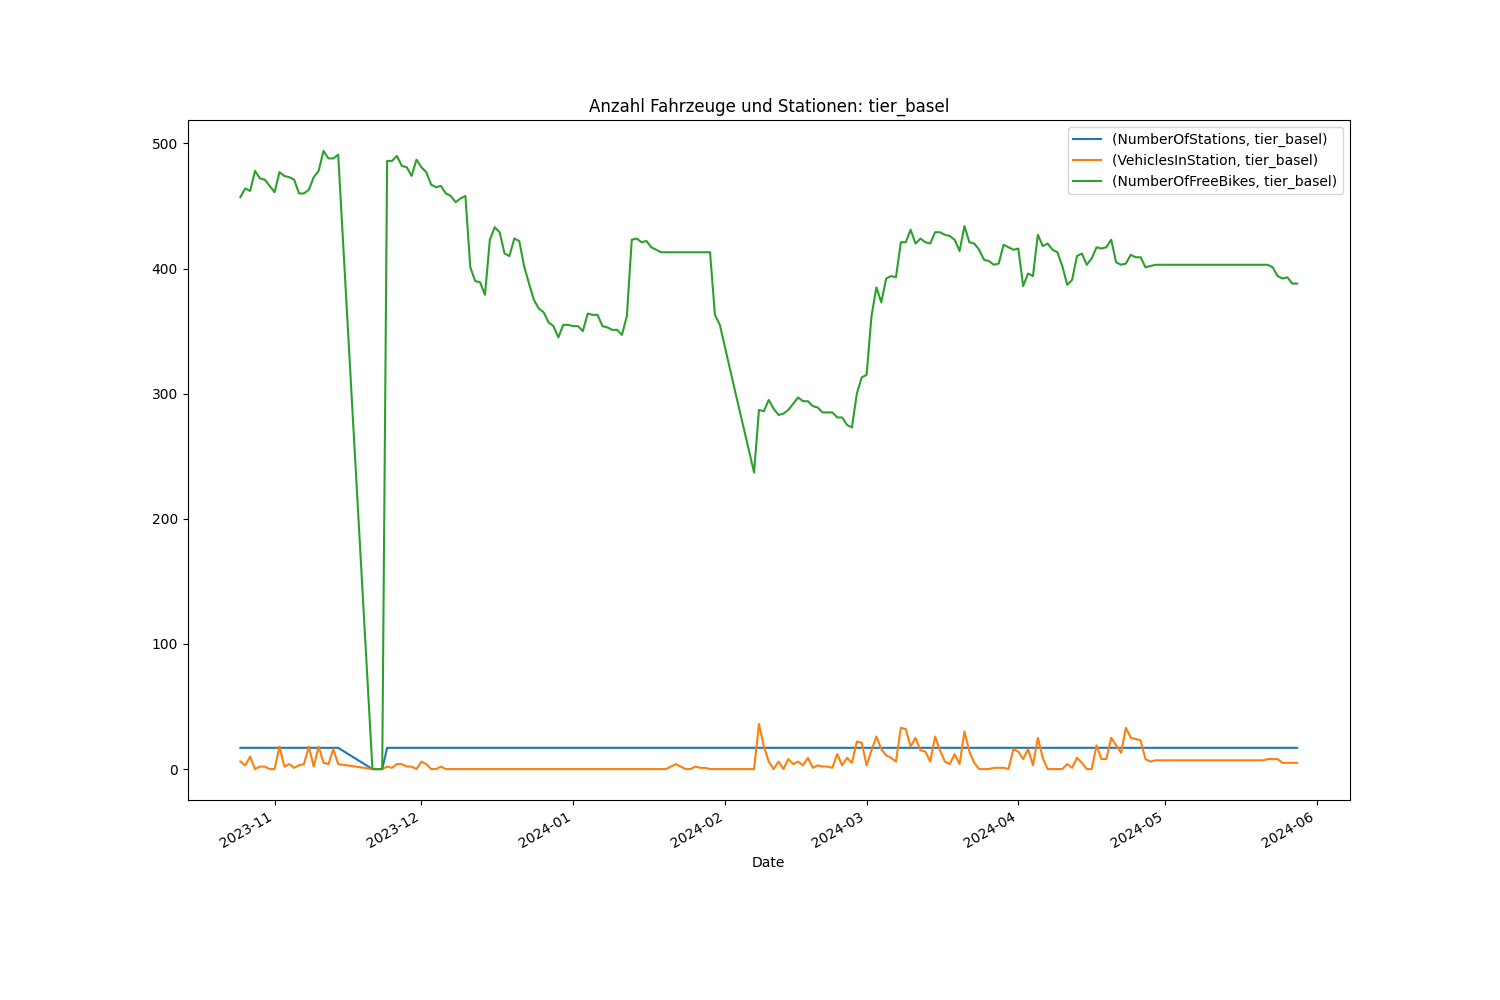 Anzahl Fahrzeuge und Stationen: tier_basel
(NumberOfStations, tier_basel)
(VehiclesInStation, tier_basel)
(NumberOfFreeBikes, tier_basel)
500
400
300
200
100
0
2023-11
2023-12
2024-01
2024-02
2024-03
2024-04
2024-05
2024-06
Date